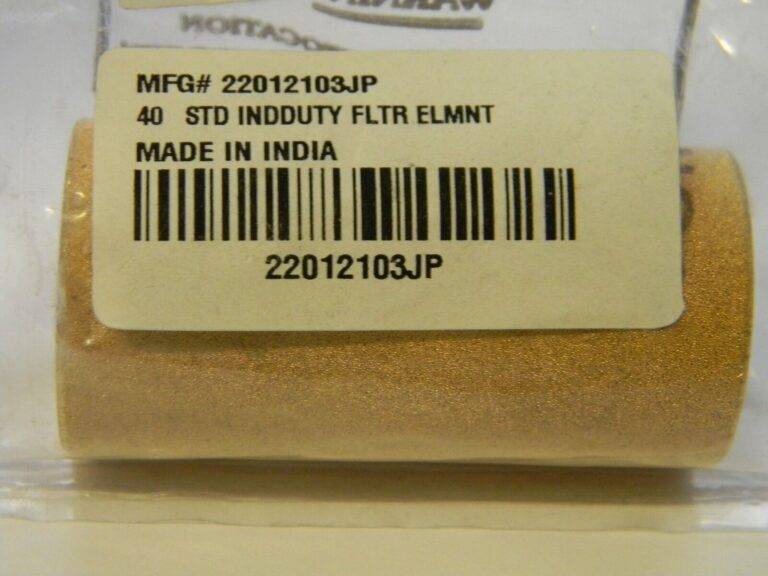 MFG# 22012103JP
40 STD INDDUTY FLTR ELMNT
MADE IN INDIA
22012103JP